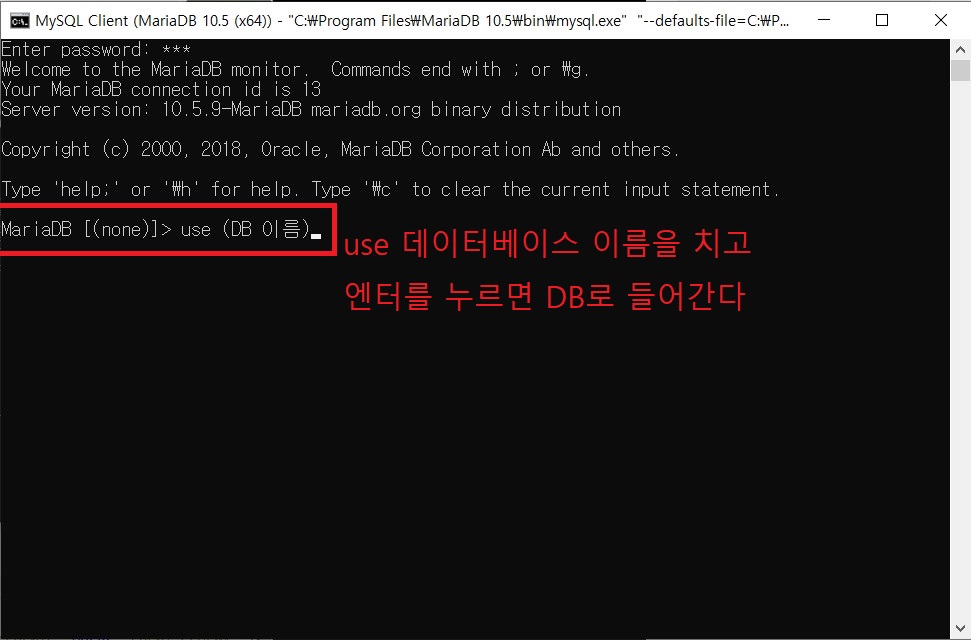 MySQL Client (MariaDB 10.5 (x64)) - "C:₩Program Files₩MariaDB 10.5₩bin₩mysql.exe"  "--defaults-file=C:₩P...
Enter password: ***
Welcome to the MariaDB monitor.  Commands end with ; or ₩g.
Your MariaDB connection id is 13
Server version: 10.5.9-MariaDB mariadb.org binary distribution
Copyright (c) 2000, 2018, Oracle, MariaDB Corporation Ab and others.
Type 'help;' or '₩h' for help. Type '₩c' to clear the current input statement.
MariaDB [(none)]> use (DB 이름)
use 데이터베이스 이름을 치고
엔터를 누르면 DB로 들어간다